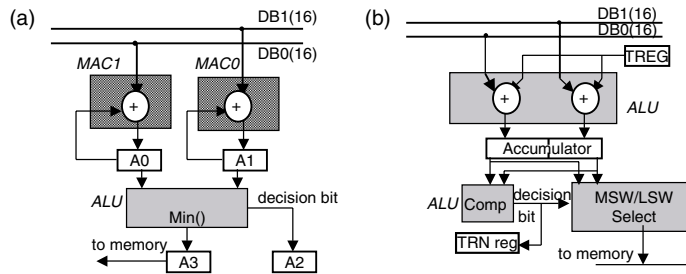 (a)
DB1(16)
DB0(16)
MAC1
MAC0
+
+
A0
A1
ALU
decision bit
Min()
to memory
A3
A2
(b)
DB1(16)
DB0(16)
TREG
+
+
ALU
Accumulator
ALU
Comp
decision
bit
MSW/LSW
Select
TRN reg
to memory